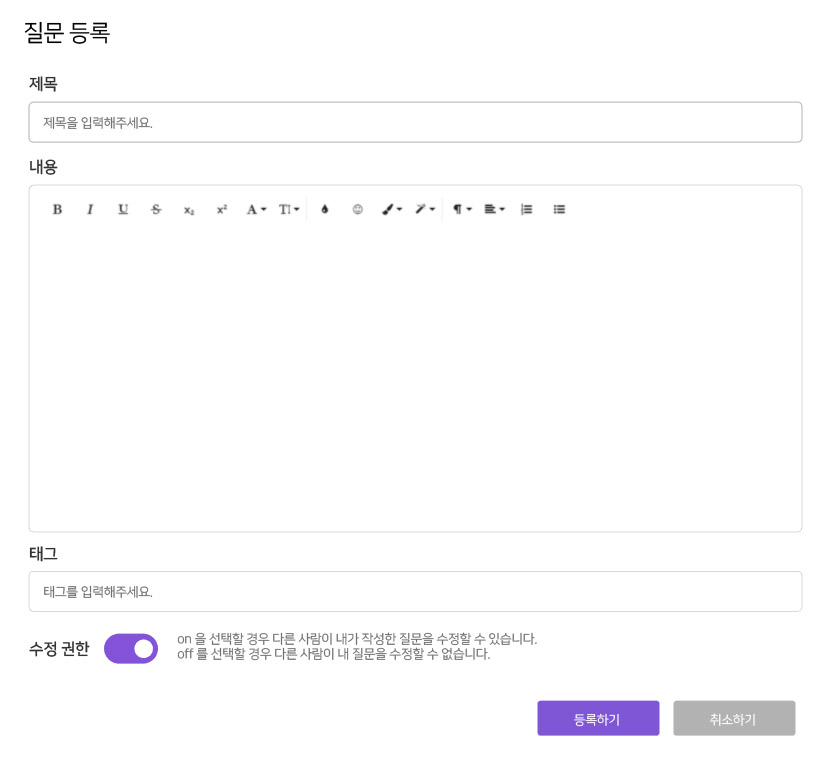 질문 등록
제목
제목을 입력해주세요.
내용
B I U S x₂ x² A T
태그
태그를 입력해주세요.
수정 권한
on 을 선택할 경우 다른 사람이 내가 작성한 질문을 수정할 수 있습니다.
off 를 선택할 경우 다른 사람이 내 질문을 수정할 수 없습니다.
등록하기 취소하기